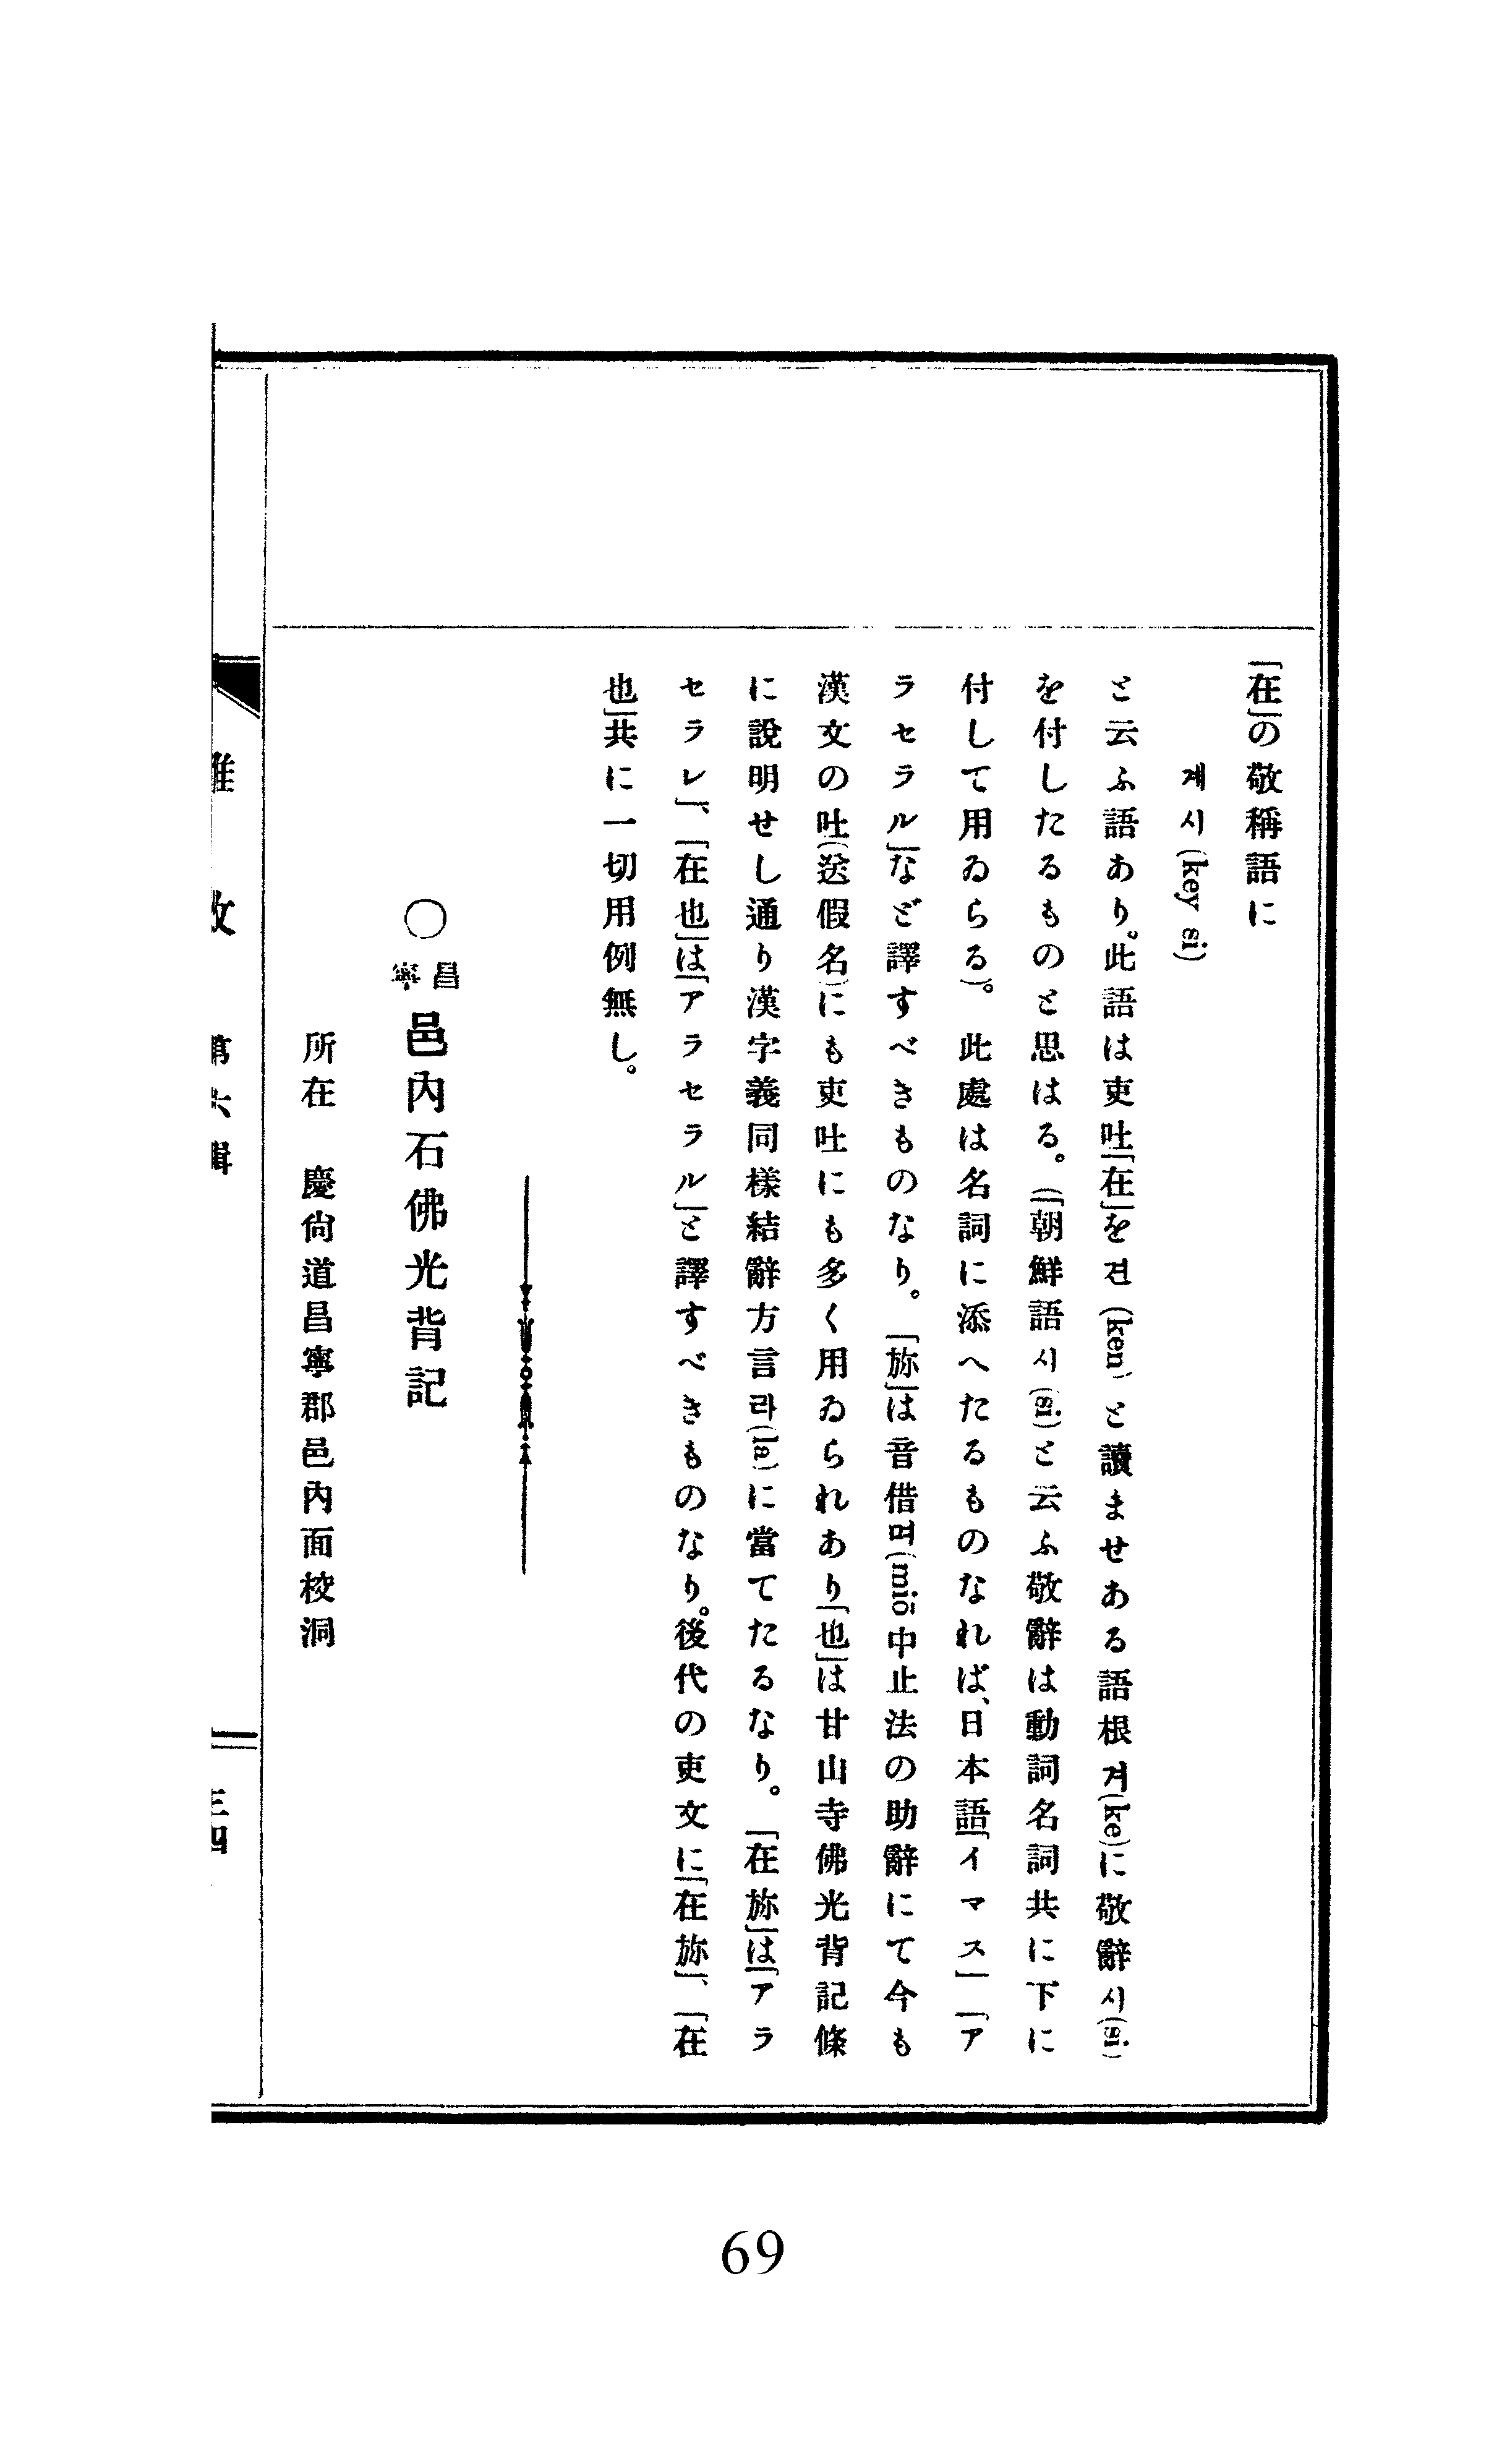 「在」の敬稱語に
계시(key si)
と云ふ語あり。此語は吏吐「在」を견(ken)と讀ませある語根겨(ke)に敬辭시(si)
を付したるものと思はる。(「朝鮮語시(si)と云ふ敬辭は動詞名詞共に下に
付して用ゐらる)。此處は名詞に添へたるものなれば、日本語「イマス」「ア
ラセラル」など譯すべきものなり。「旀」は音借며(miŏ中止法の助辭にて今も
漢文の吐(送假名)にも吏吐にも多く用ゐられあり「也」は甘山寺佛光背記條
に說明せし通り漢字義同樣結辭方言라(la)に當てたるなり。「在旀」は「アラ
セラレ」、「在也」は「アラセラル」と譯すべきものなり。後代の吏文に「在旀」、「在
也」共に一切用例無し。
〇昌寧邑內石佛光背記
所在 慶尙道昌寧郡邑內面校洞
第六輯
三四
69